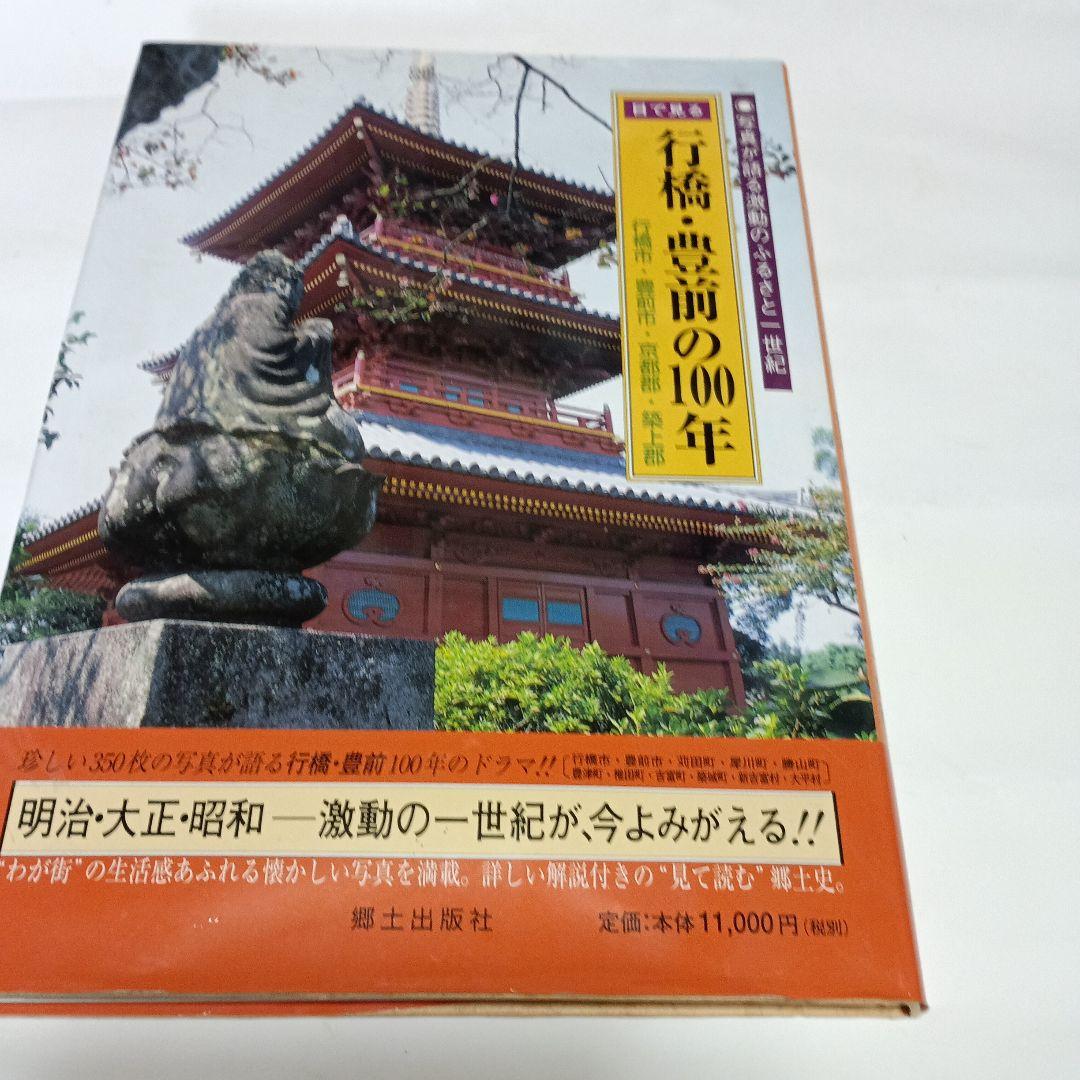 ●写真が語る激動のふるさと一世紀
目で見る
行橋・豊前の100年
行橋市・豊前市・京都郡・築上郡
珍しい350枚の写真が語る行橋・豊前100年のドラマ!!
行橋市・豊前市・苅田町・犀川町・勝山町
豊津町・椎田町・吉富町・築城町・新吉富村・大平村
明治・大正・昭和―激動の一世紀が、今よみがえる!!
“わが街”の生活感あふれる懐かしい写真を満載。詳しい解説付きの“見て読む”郷土史。
郷土出版社
定価:本体11,000円(税別)